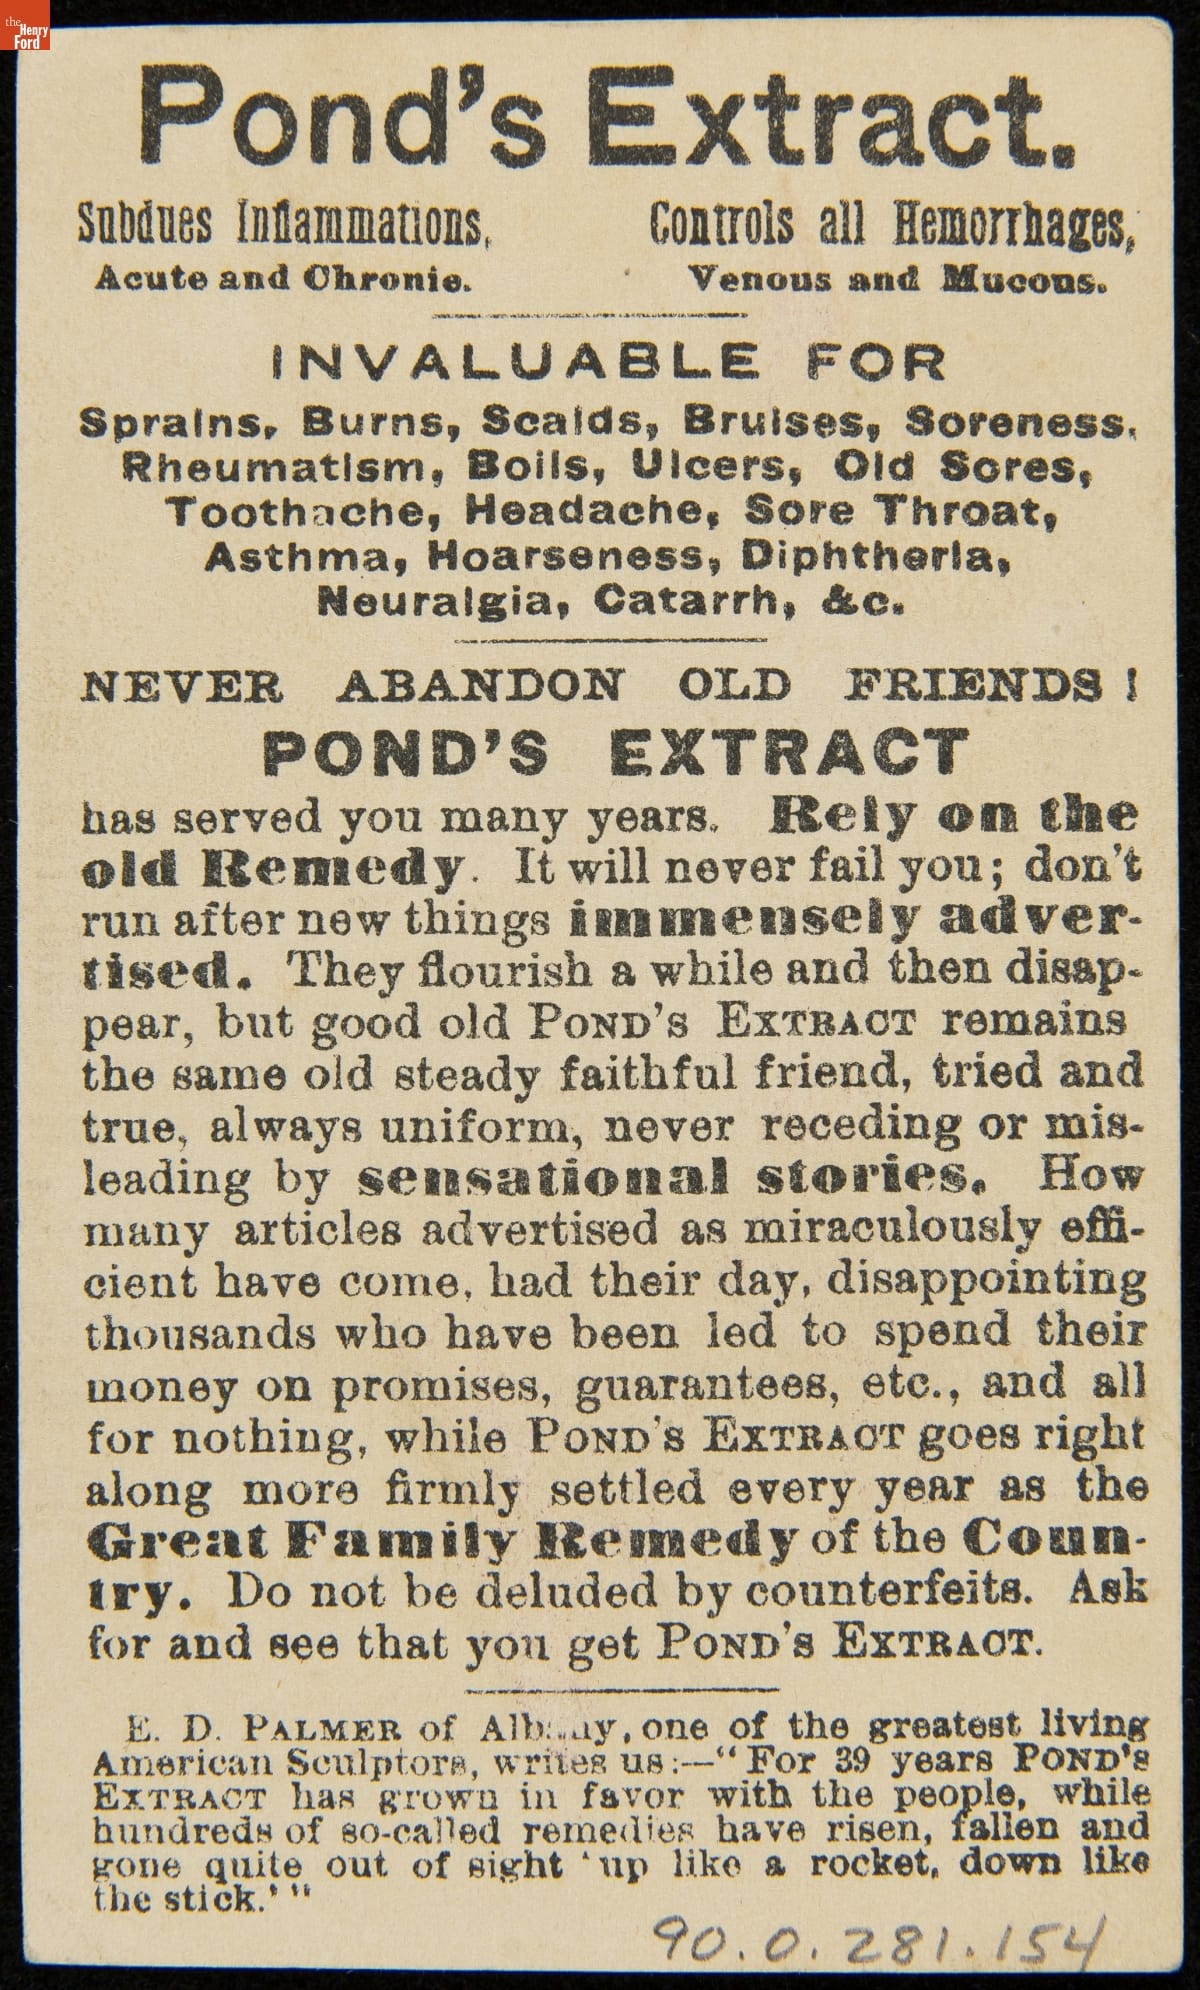 the
Henry
Ford
Pond's Extract.
Subdues Inflammations,
Acute and Chronic.
Controls all Hemorrhages,
Venous and Mucous.
INVALUABLE FOR
Sprains, Burns, Scalds, Bruises, Soreness,
Rheumatism, Boils, Ulcers, Old Sores,
Toothache, Headache, Sore Throat,
Asthma, Hoarseness, Diphtheria,
Neuralgia, Catarrh, &c.
NEVER ABANDON OLD FRIENDS!
POND'S EXTRACT
has served you many years. Rely on the
old Remedy. It will never fail you; don't
run after new things immensely adver-
tised. They flourish a while and then disap-
pear, but good old POND'S EXTRACT remains
the same old steady faithful friend, tried and
true, always uniform, never receding or mis-
leading by sensational stories. How
many articles advertised as miraculously effi-
cient have come, had their day, disappointing
thousands who have been led to spend their
money on promises, guarantees, etc., and all
for nothing, while POND'S EXTRACT goes right
along more firmly settled every year as the
Great Family Remedy of the Coun-
try. Do not be deluded by counterfeits. Ask
for and see that you get POND'S EXTRACT.
E. D. PALMER of Albany, one of the greatest living
American Sculptors, writes us:—"For 39 years POND'S
EXTRACT has grown in favor with the people, while
hundreds of so-called remedies have risen, fallen and
gone quite out of sight 'up like a rocket, down like
the stick.'"
90.0.281.154